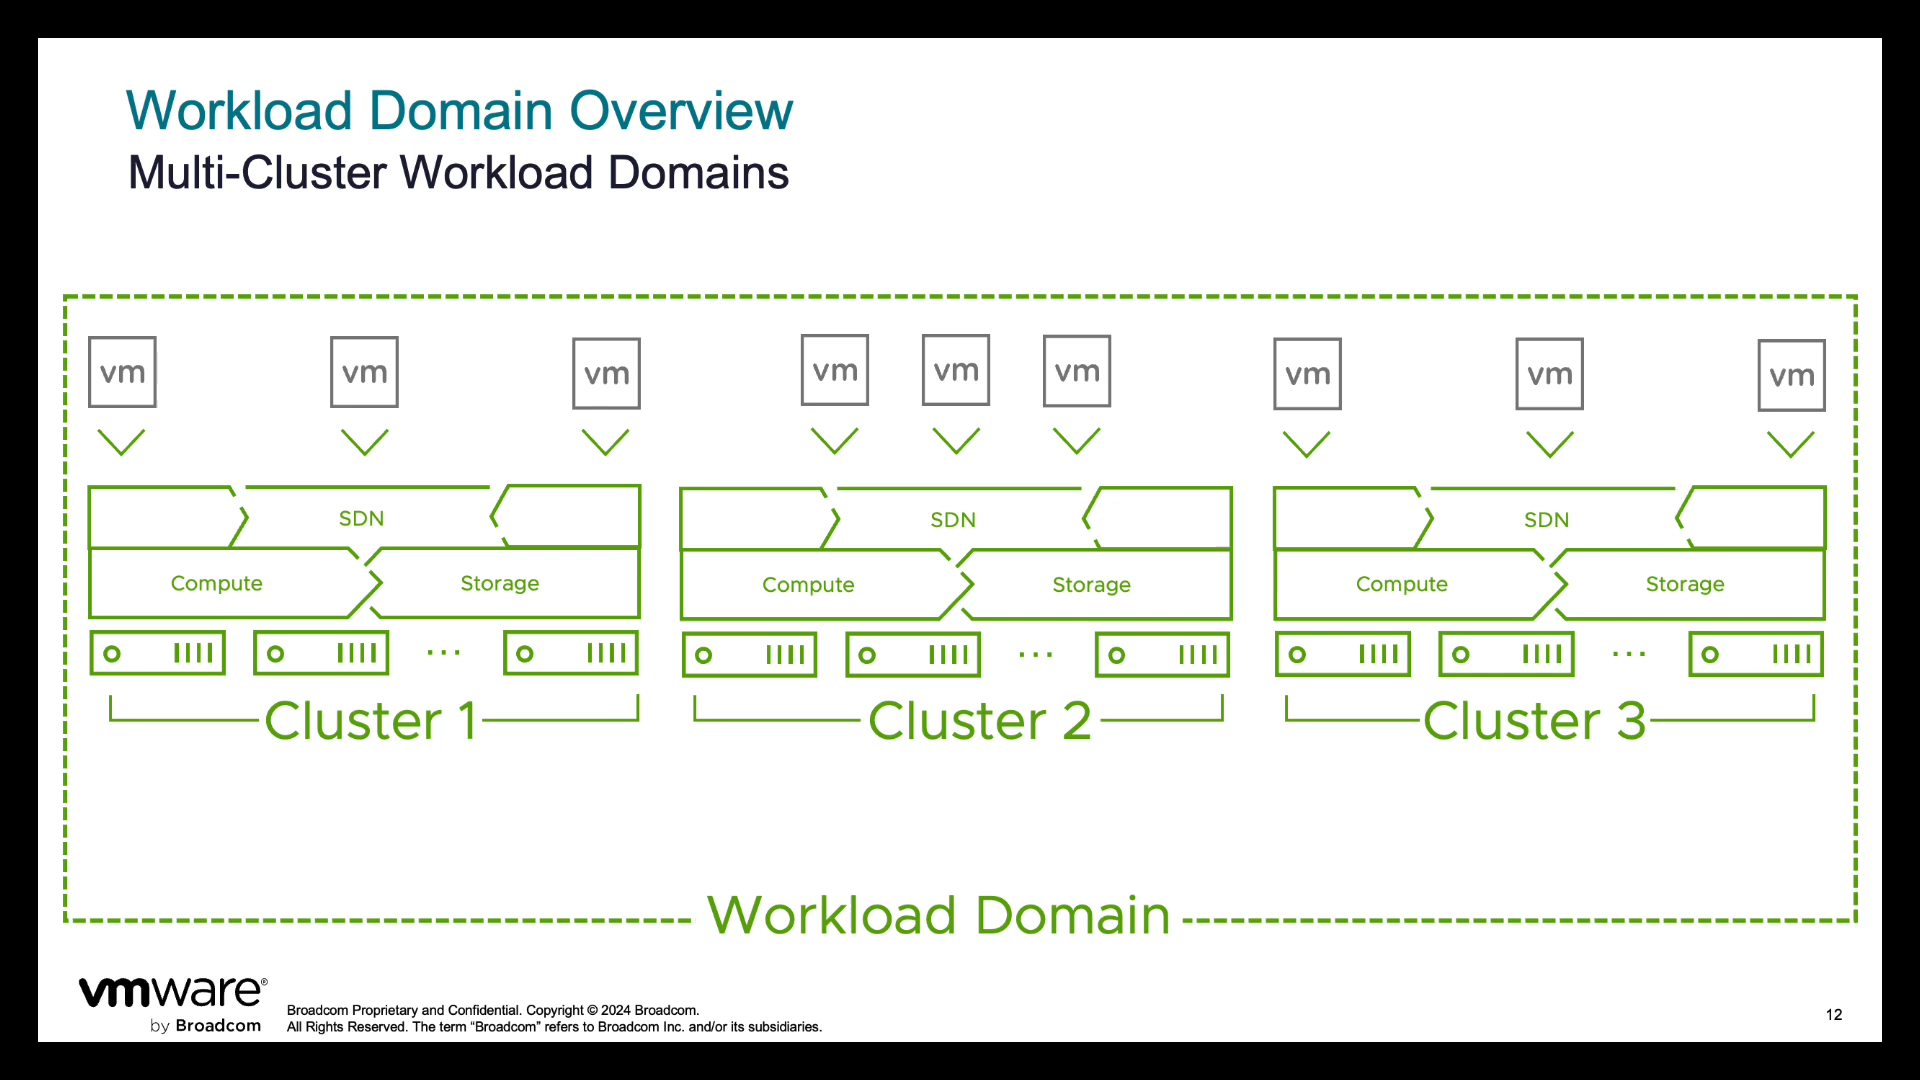 Workload Domain Overview
Multi-Cluster Workload Domains
vm vm vm vm vm vm vm vm vm
SDN SDN SDN
Compute Storage Compute Storage Compute Storage
... ... ...
Cluster 1 Cluster 2 Cluster 3
Workload Domain
vmware®
by Broadcom
Broadcom Proprietary and Confidential. Copyright © 2024 Broadcom.
All Rights Reserved. The term “Broadcom” refers to Broadcom Inc. and/or its subsidiaries.
12